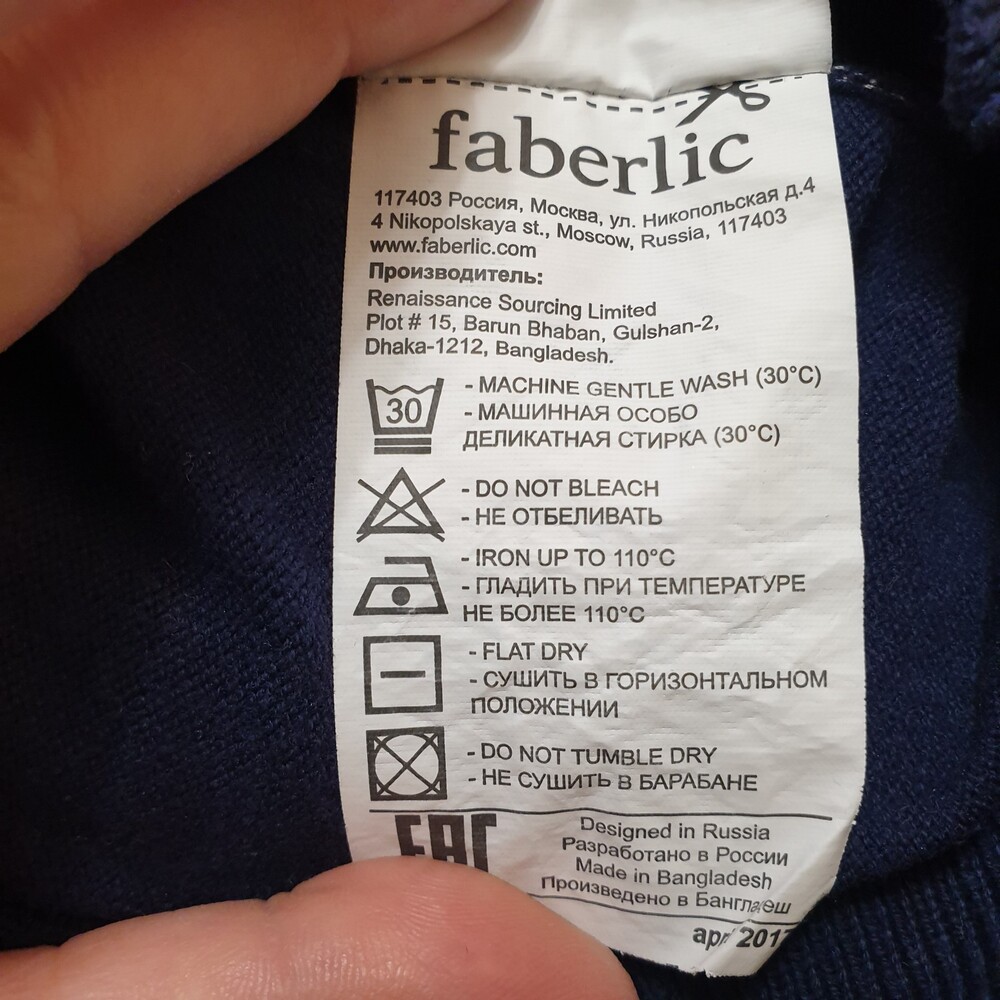 faberlic
117403 Россия, Москва, ул. Никопольская д.4
4 Nikopolskaya st., Moscow, Russia, 117403
www.faberlic.com
Производитель:
Renaissance Sourcing Limited
Plot # 15, Barun Bhaban, Gulshan-2,
Dhaka-1212, Bangladesh.
30
- MACHINE GENTLE WASH (30°C)
- МАШИННАЯ ОСОБО
ДЕЛИКАТНАЯ СТИРКА (30°C)
- DO NOT BLEACH
- НЕ ОТБЕЛИВАТЬ
- IRON UP TO 110°C
- ГЛАДИТЬ ПРИ ТЕМПЕРАТУРЕ
НЕ БОЛЕЕ 110°C
- FLAT DRY
- СУШИТЬ В ГОРИЗОНТАЛЬНОМ
ПОЛОЖЕНИИ
- DO NOT TUMBLE DRY
- НЕ СУШИТЬ В БАРАБАНЕ
EAC
Designed in Russia
Разработано в России
Made in Bangladesh
Произведено в Бангладеш
2017